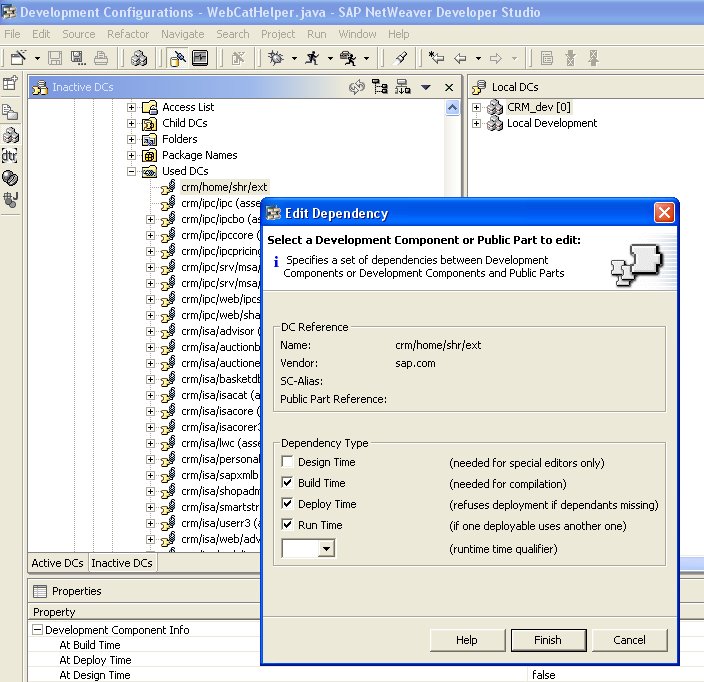 Development Configurations - WebCatHelper.java - SAP NetWeaver Developer Studio
File Edit Source Refactor Navigate Search Project Run Window Help
Inactive DCs
Access List
Child DCs
Folders
Package Names
Used DCs
crm/home/shr/ext
crm/ipc/ipc (asse
crm/ipc/ipcbo (as
crm/ipc/ipccore (
crm/ipc/ipcpricing
crm/ipc/srv/msa/
crm/ipc/srv/msa/
crm/ipc/web/ipcs
crm/ipc/web/sha
crm/isa/advisor (
crm/isa/auctionb
crm/isa/auctione
crm/isa/basketdb
crm/isa/isacat (as
crm/isa/isacore (
crm/isa/isacorer3
crm/isa/lwc (asse
crm/isa/personal
crm/isa/sapxmlb
crm/isa/shopadm
crm/isa/smartstr
crm/isa/userr3 (a
crm/isa/web/adv
Active DCs Inactive DCs
Local DCs
CRM_dev [0]
Local Development
Edit Dependency
Select a Development Component or Public Part to edit:
Specifies a set of dependencies between Development
Components or Development Components and Public Parts
DC Reference
Name: crm/home/shr/ext
Vendor: sap.com
SC-Alias:
Public Part Reference:
Dependency Type
Design Time (needed for special editors only)
Build Time (needed for compilation)
Deploy Time (refuses deployment if dependants missing)
Run Time (if one deployable uses another one)
(runtime time qualifier)
Help Finish Cancel
Properties
Property
Development Component Info
At Build Time
At Deploy Time
At Design Time false